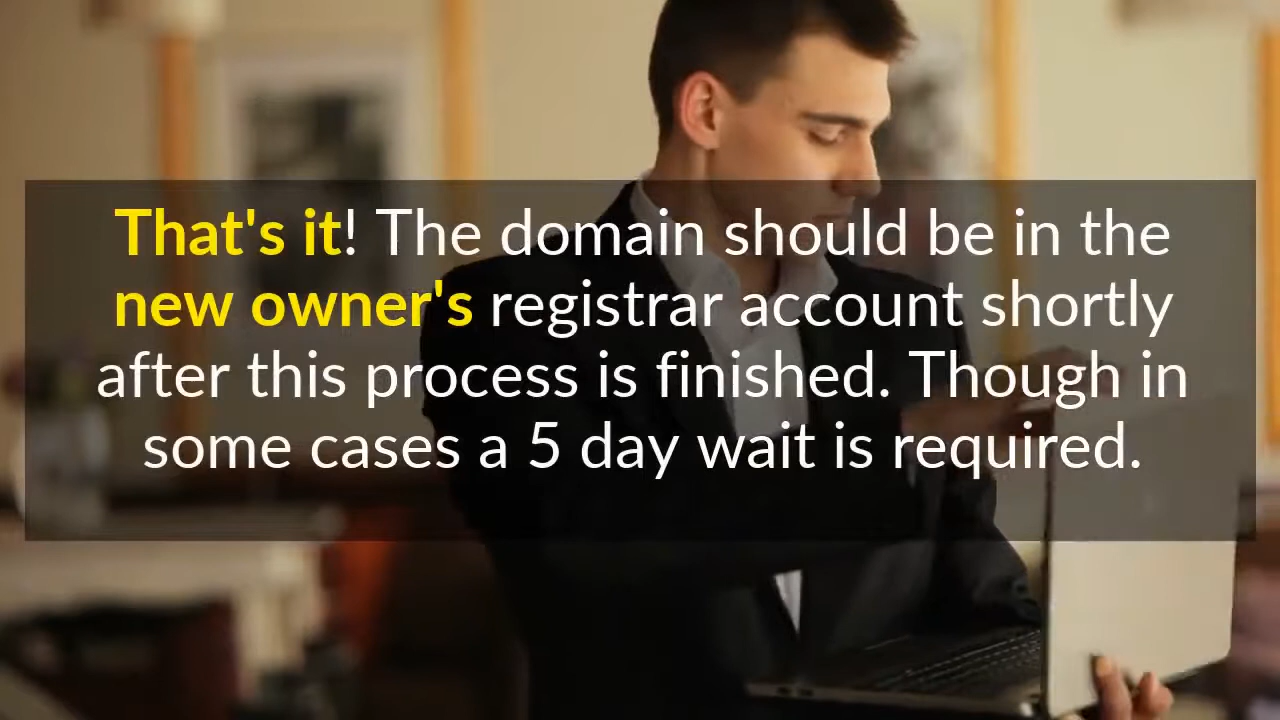 That's it! The domain should be in the
new owner's registrar account shortly
after this process is finished. Though in
some cases a 5 day wait is required.